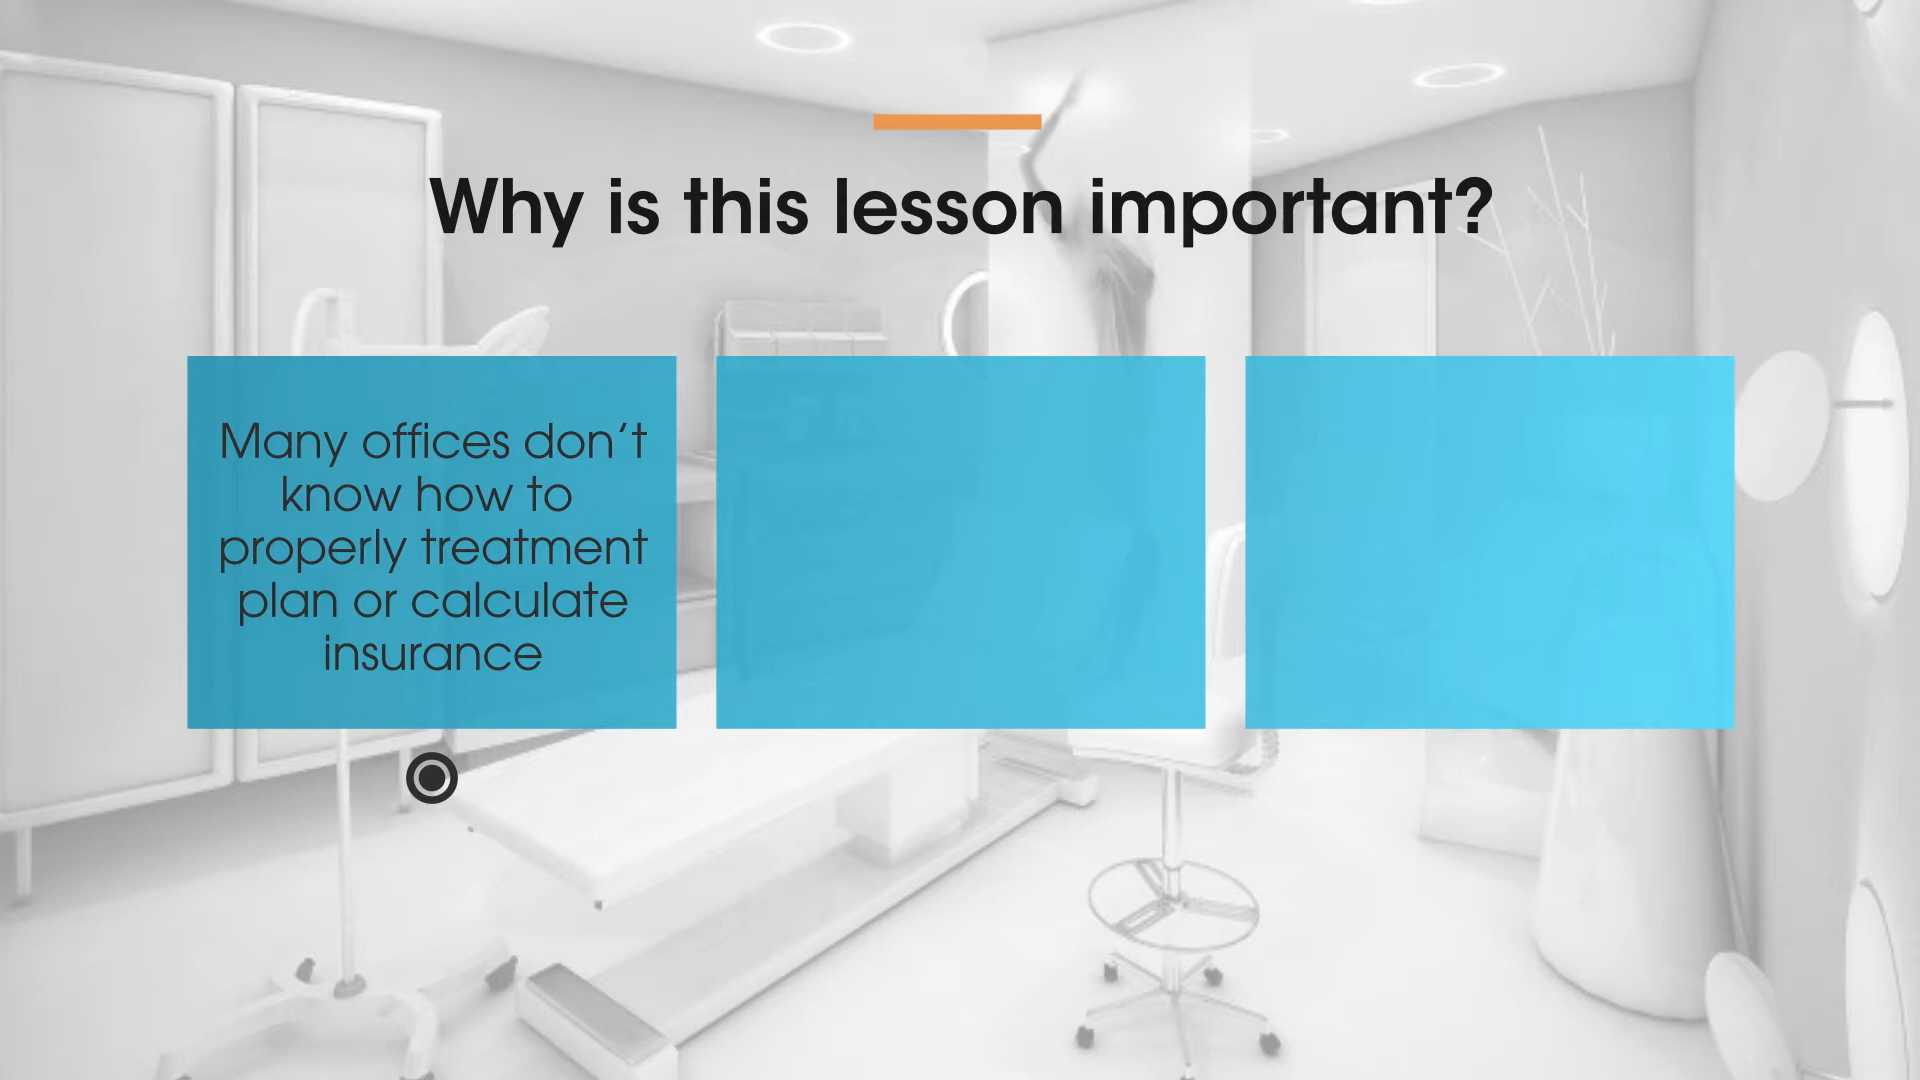 Why is this lesson important?
Many offices don’t
know how to
properly treatment
plan or calculate
insurance